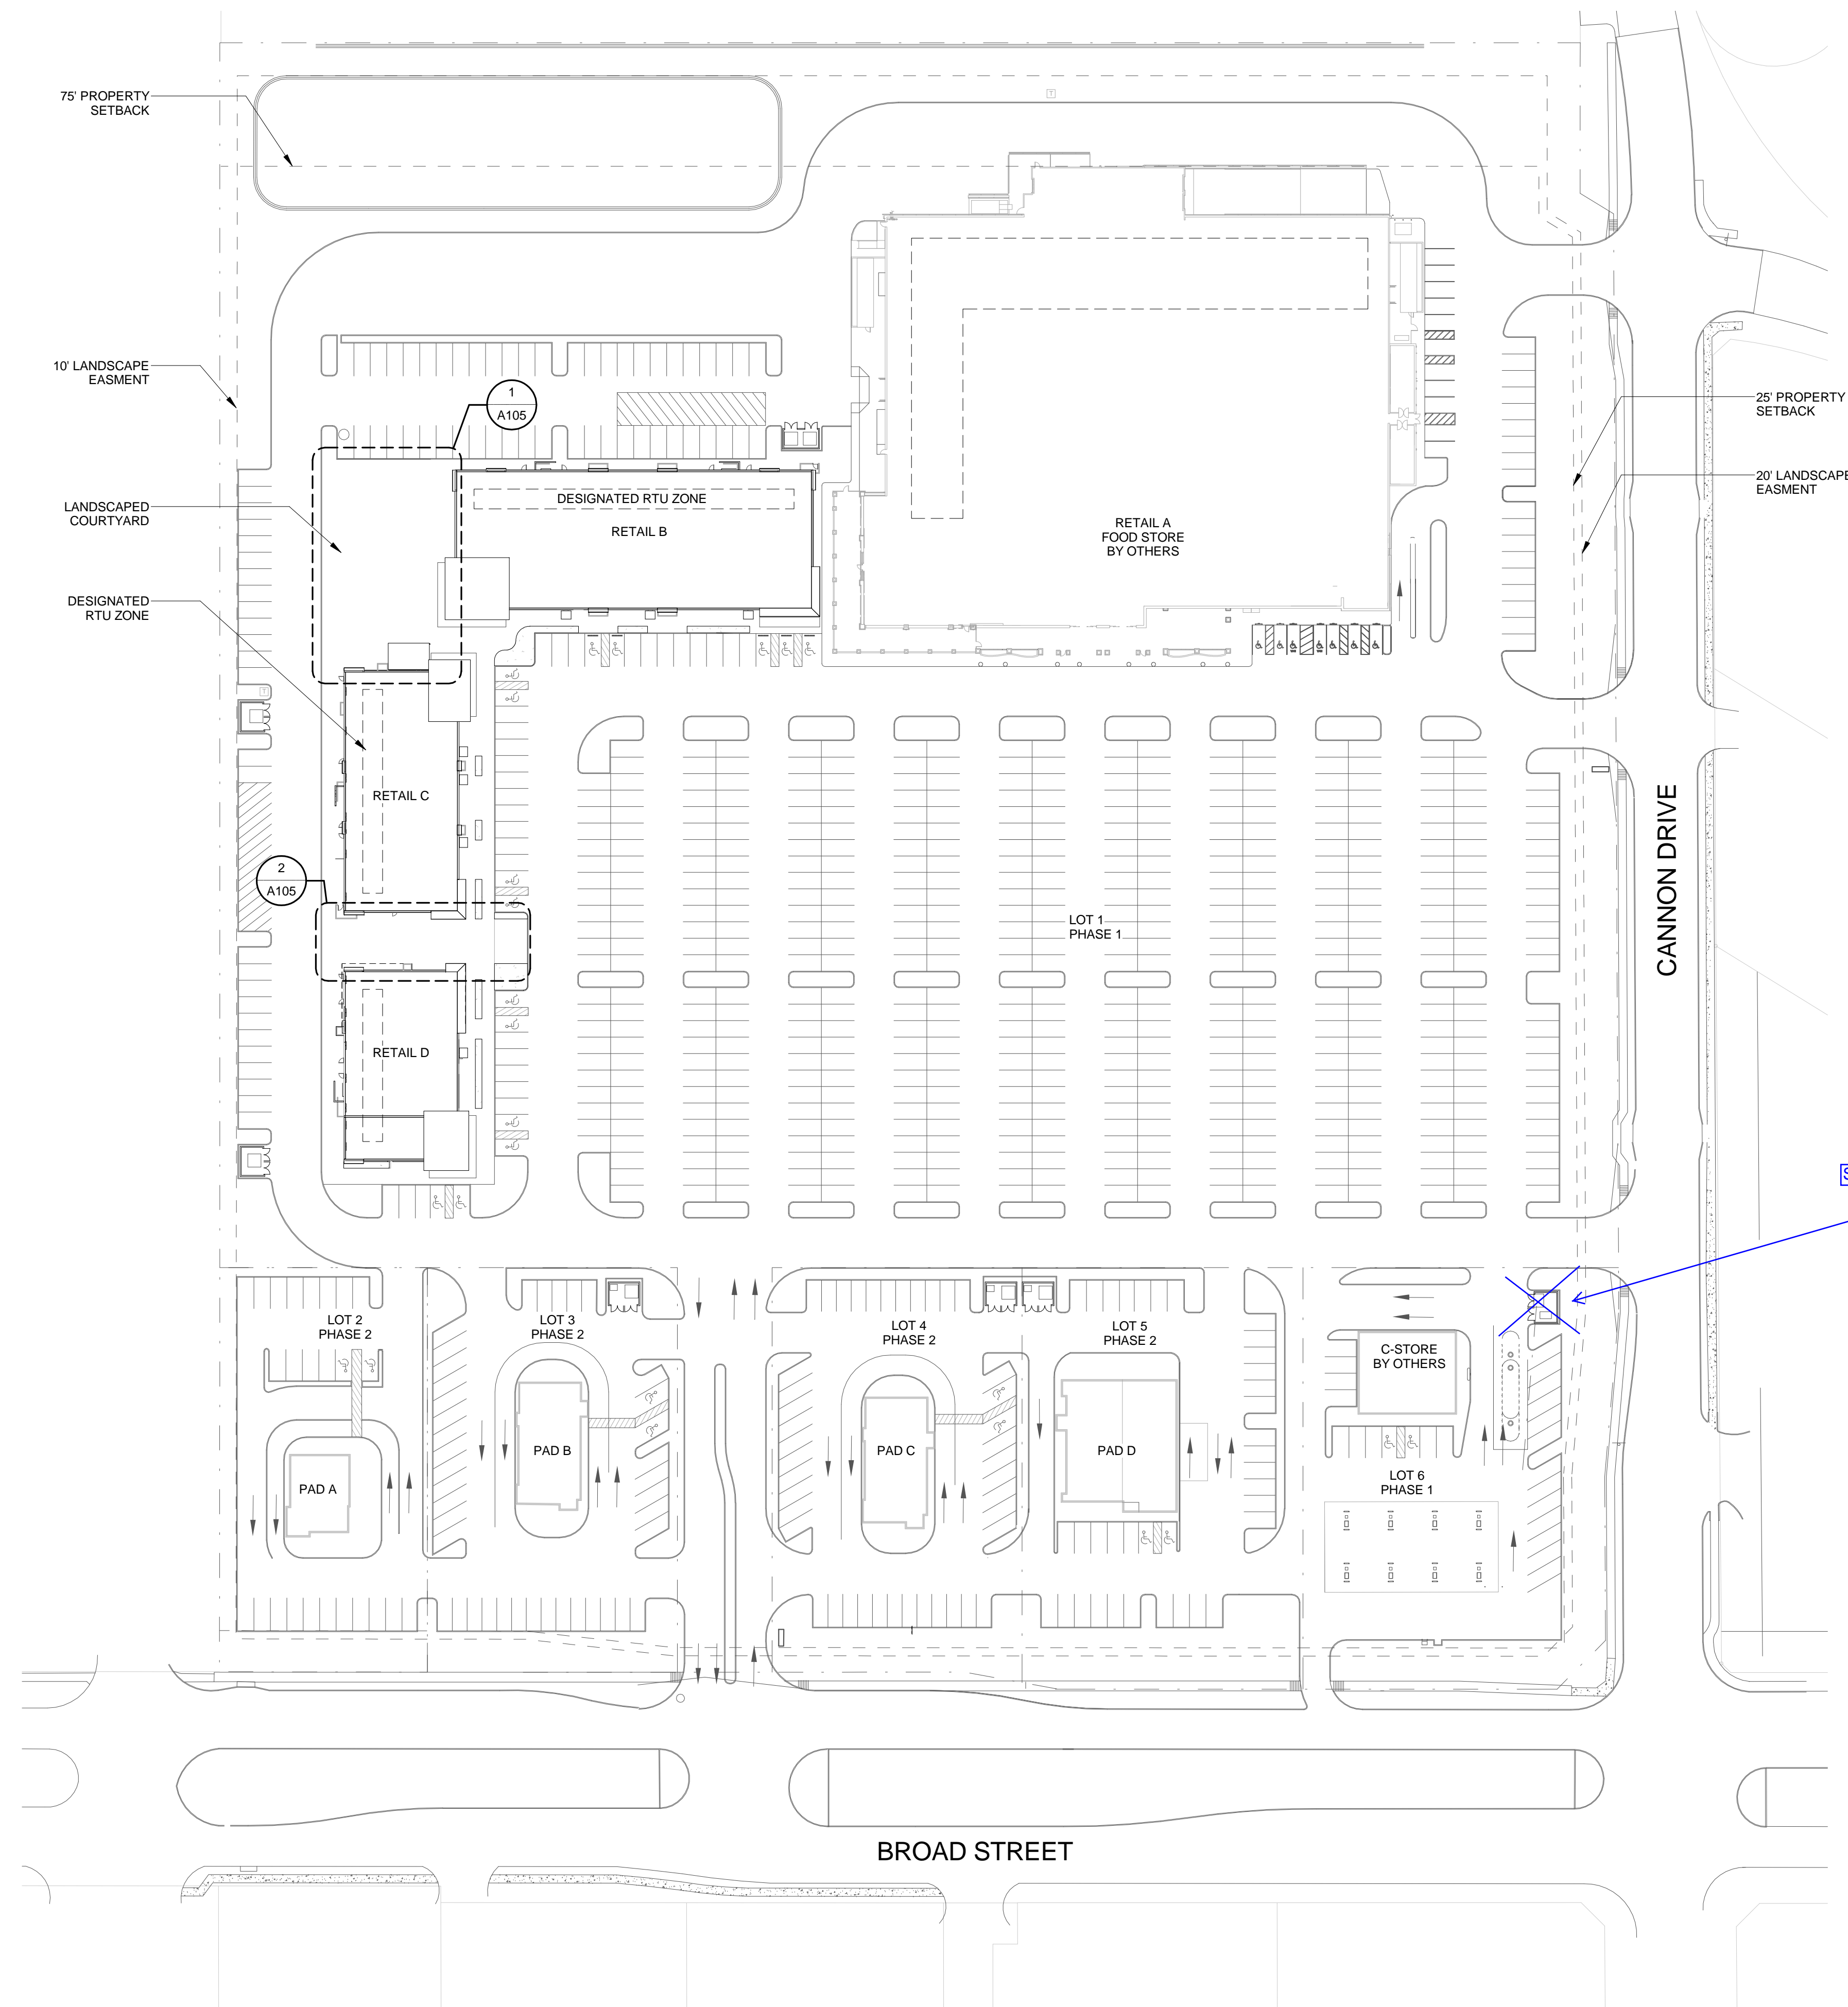 75' PROPERTY
SETBACK
10' LANDSCAPE
EASMENT
1
A105
25' PROPERTY
SETBACK
20' LANDSCAPE
EASMENT
LANDSCAPED
COURTYARD
DESIGNATED RTU ZONE
RETAIL B
RETAIL A
FOOD STORE
BY OTHERS
DESIGNATED
RTU ZONE
RETAIL C
2
A105
LOT 1
PHASE 1
CANNON DRIVE
RETAIL D
LOT 2
PHASE 2
LOT 3
PHASE 2
LOT 4
PHASE 2
LOT 5
PHASE 2
C-STORE
BY OTHERS
PAD A
PAD B
PAD C
PAD D
LOT 6
PHASE 1
BROAD STREET